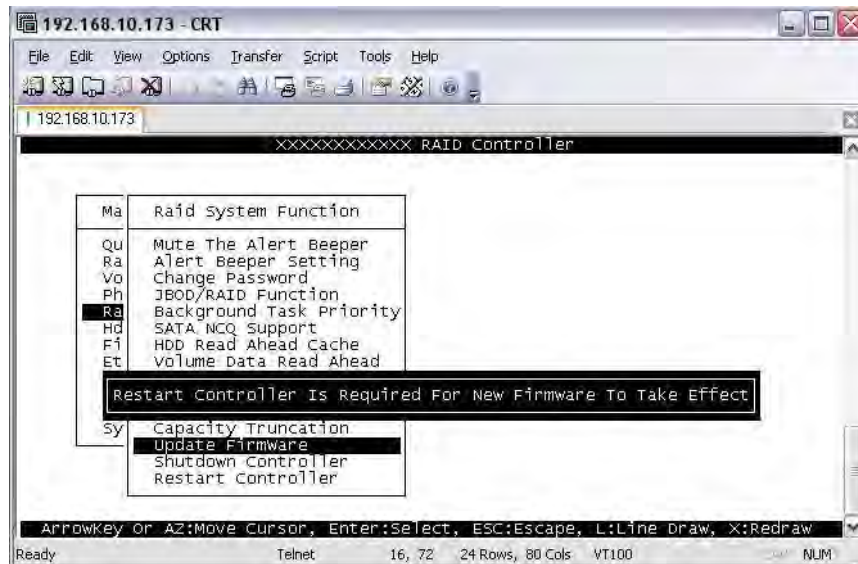 192.168.10.173 - CRT
File Edit View Options Transfer Script Tools Help
192.168.10.173
XXXXXXXXXXXX RAID Controller
Ma
Raid System Function
Qu
Mute The Alert Beeper
Ra
Alert Beeper Setting
Vo
Change Password
Ph
JBOD/RAID Function
Ra
Background Task Priority
Hd
SATA NCQ Support
Fi
HDD Read Ahead Cache
Et
Volume Data Read Ahead
Restart Controller Is Required For New Firmware To Take Effect
Sy
Capacity Truncation
Update Firmware
Shutdown Controller
Restart Controller
ArrowKey Or AZ:Move Cursor, Enter:Select, ESC:Escape, L:Line Draw, X:Redraw
Ready Telnet 16, 72 24 Rows, 80 Cols VT100 NUM